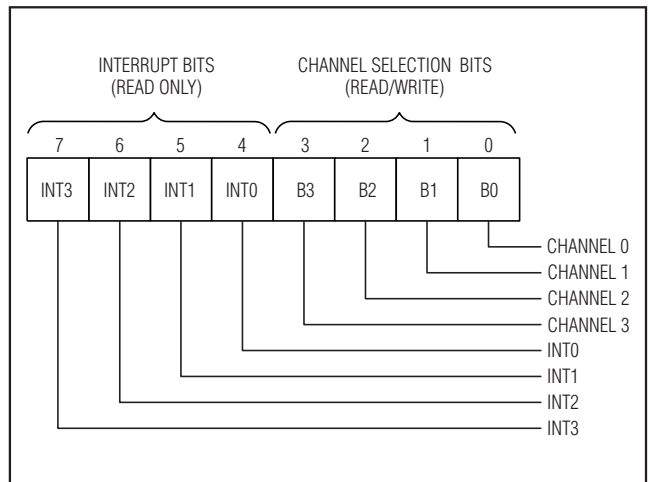 INTERRUPT BITS
(READ ONLY)
CHANNEL SELECTION BITS
(READ/WRITE)
7 6 5 4 3 2 1 0
INT3 INT2 INT1 INT0 B3 B2 B1 B0
CHANNEL 0
CHANNEL 1
CHANNEL 2
CHANNEL 3
INT0
INT1
INT2
INT3